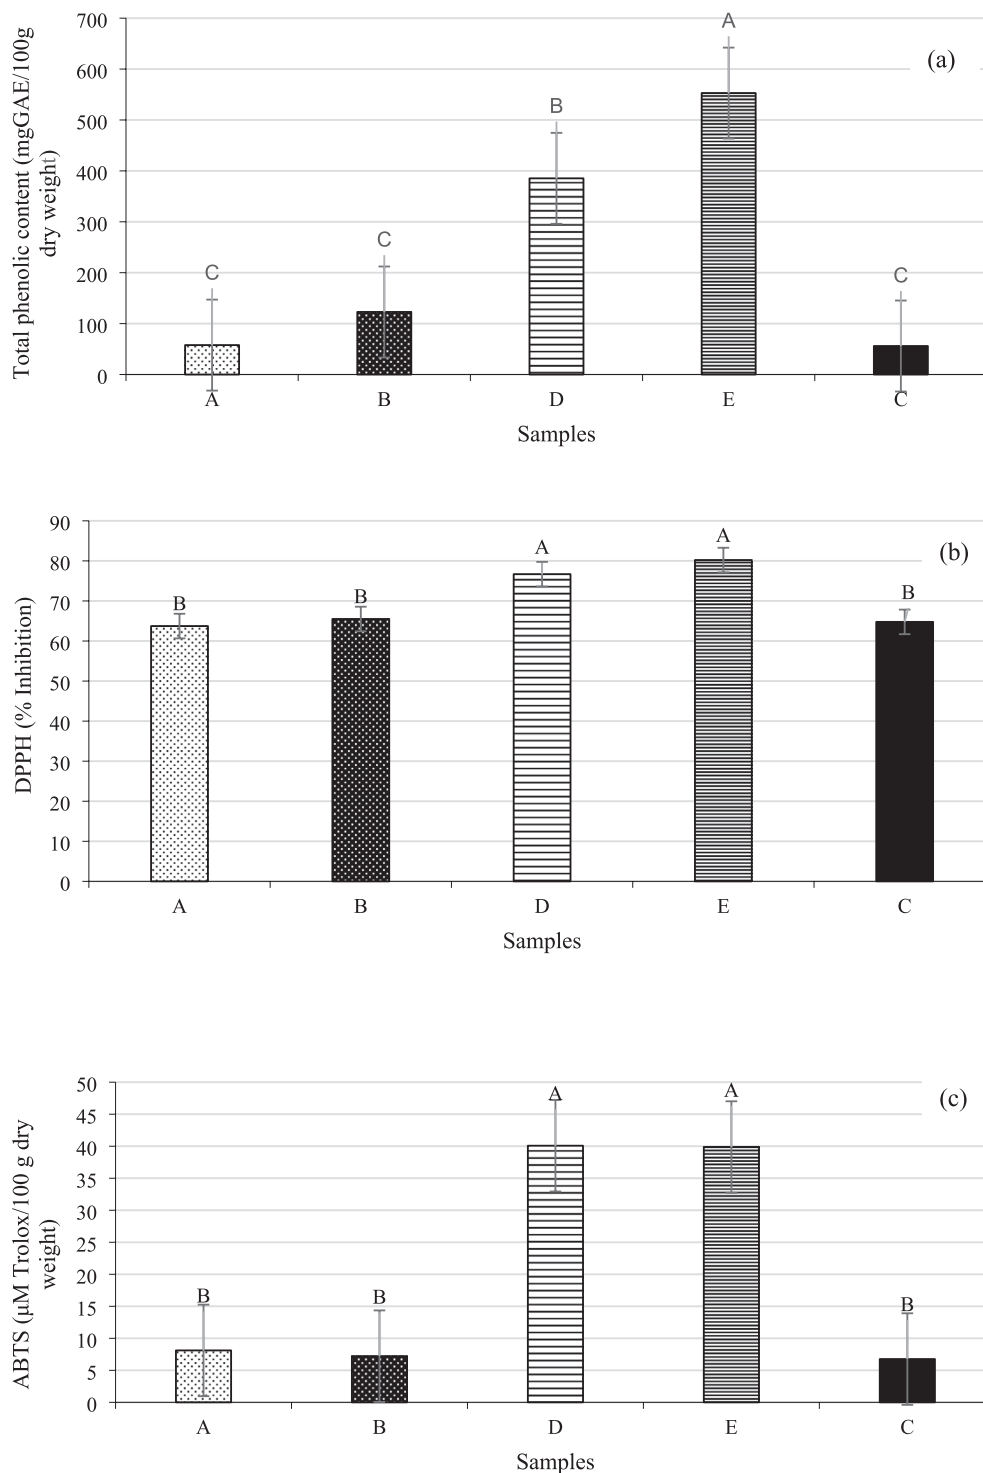 700
600
500
400
300
200
100
0
Total phenolic content (mgGAE/100g
dry weight)
(a)
C
C
B
A
C
A B D E C
Samples
90
80
70
60
50
40
30
20
10
0
DPPH (% Inhibition)
(b)
B
B
A
A
B
A B D E C
Samples
50
45
40
35
30
25
20
15
10
5
0
ABTS (µM Trolox/100 g dry
weight)
(c)
B
B
A
A
B
A B D E C
Samples